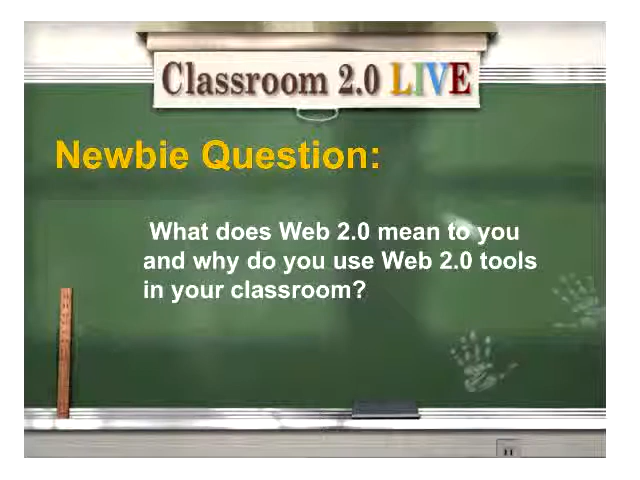 Classroom 2.0 LIVE
Newbie Question:
What does Web 2.0 mean to you
and why do you use Web 2.0 tools
in your classroom?